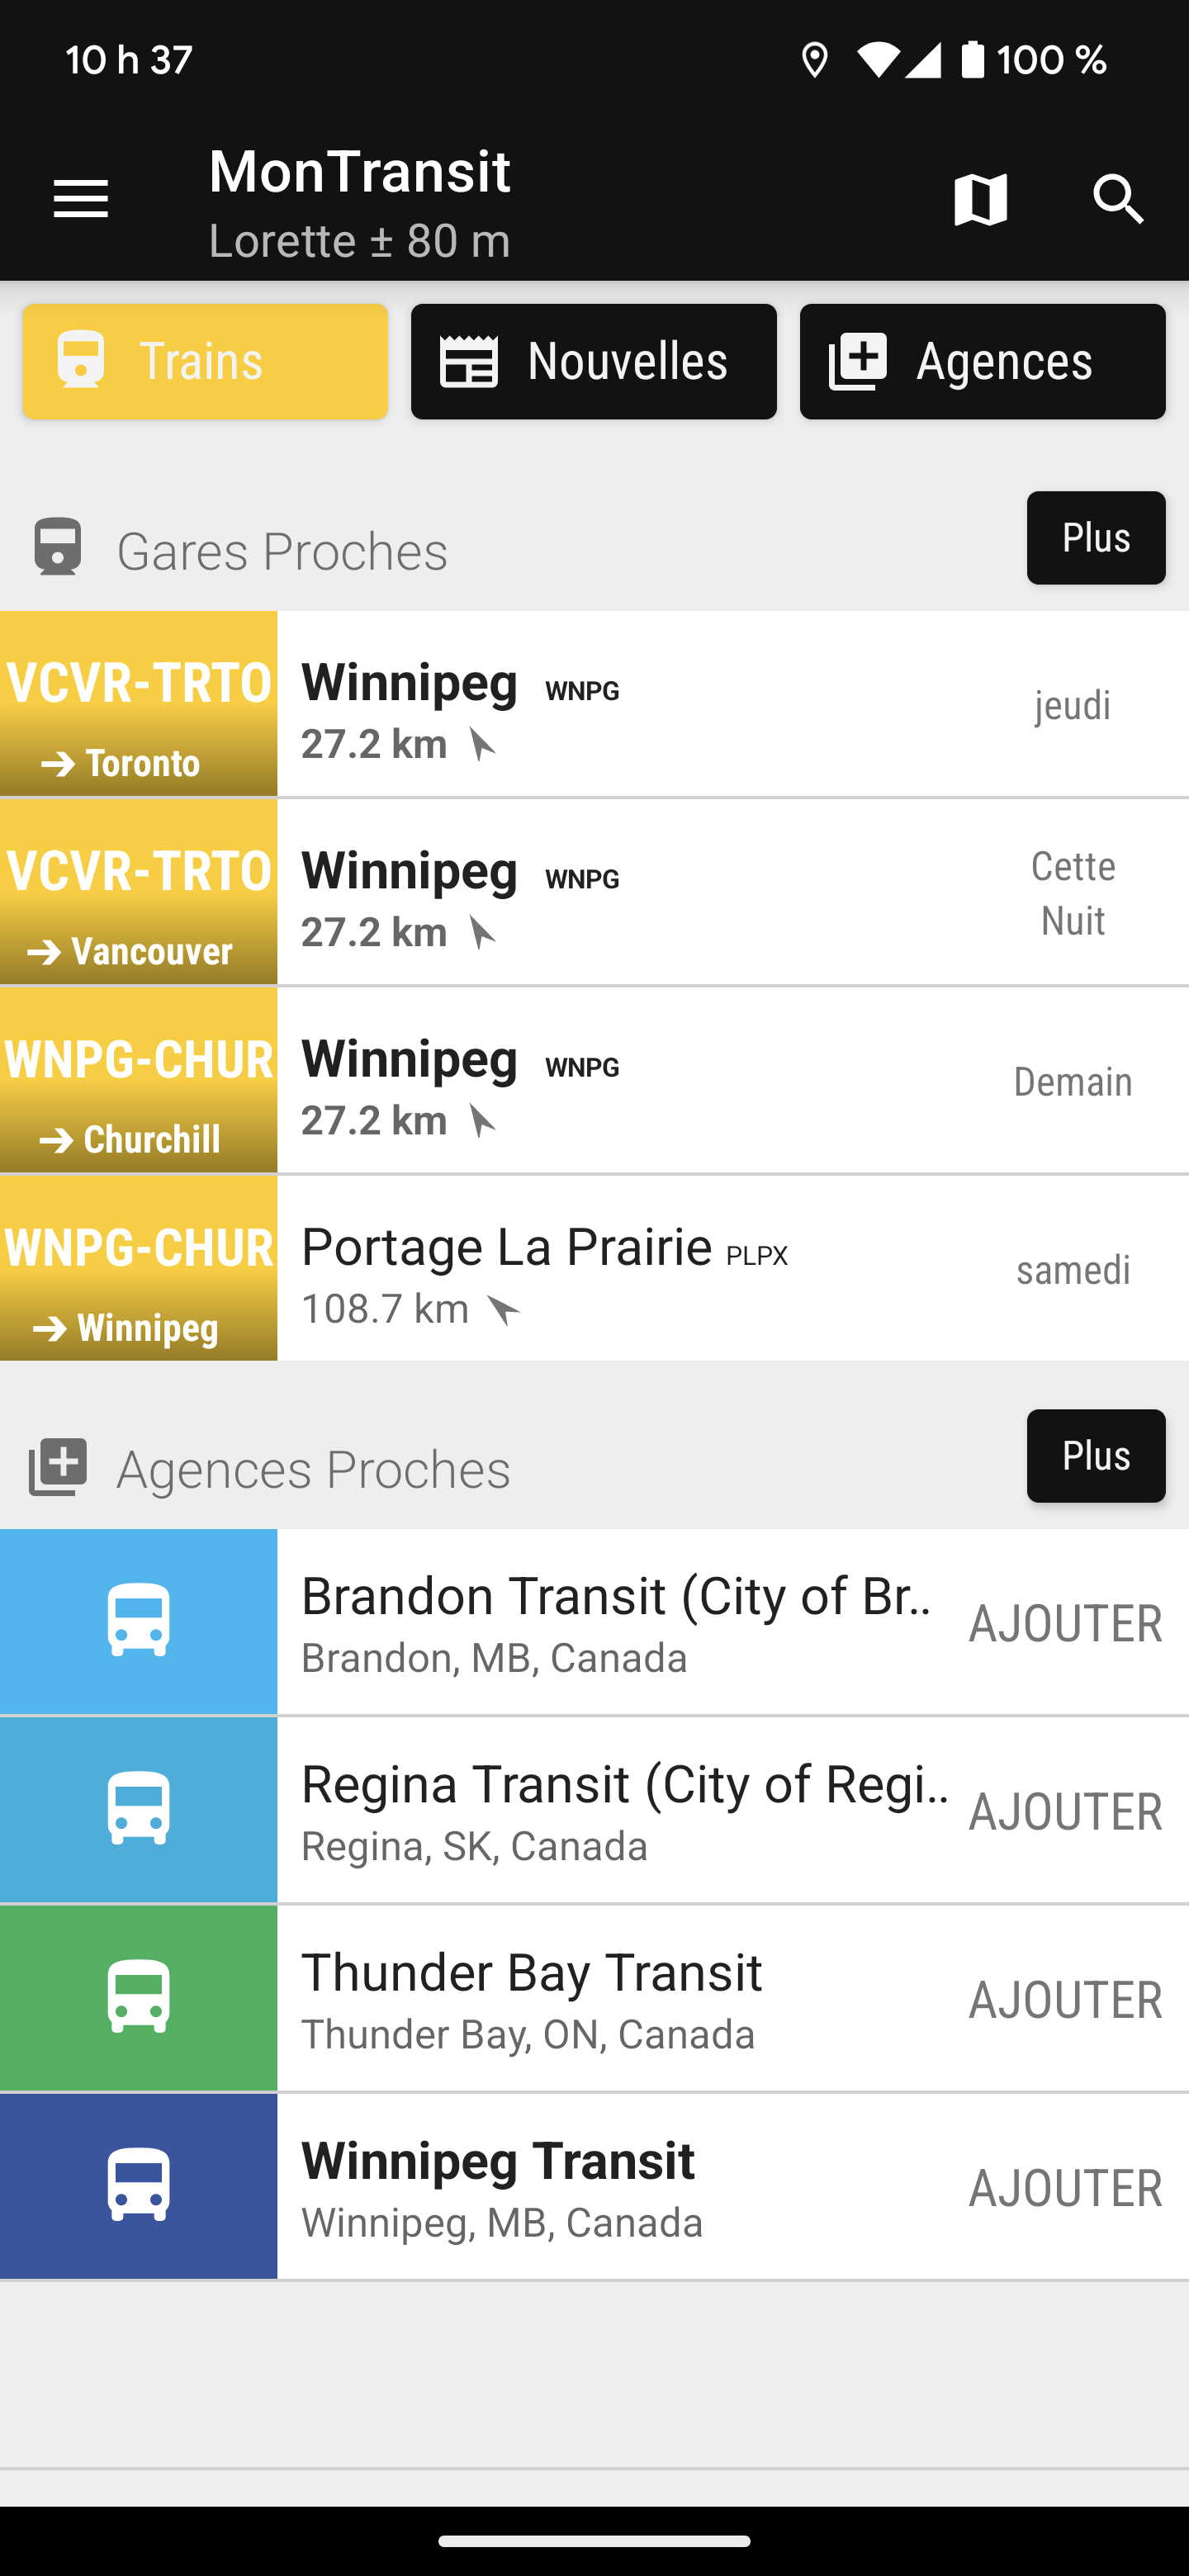 10 h 37
100 %
MonTransit
Lorette ± 80 m
Trains
Nouvelles
Agences
Gares Proches
Plus
VCVR-TRTO
→ Toronto
Winnipeg WNPG
27.2 km
jeudi
VCVR-TRTO
→ Vancouver
Winnipeg WNPG
27.2 km
Cette
Nuit
WNPG-CHUR
→ Churchill
Winnipeg WNPG
27.2 km
Demain
WNPG-CHUR
→ Winnipeg
Portage La Prairie PLPX
108.7 km
samedi
Agences Proches
Plus
Brandon Transit (City of Br..
Brandon, MB, Canada
AJOUTER
Regina Transit (City of Regi..
Regina, SK, Canada
AJOUTER
Thunder Bay Transit
Thunder Bay, ON, Canada
AJOUTER
Winnipeg Transit
Winnipeg, MB, Canada
AJOUTER